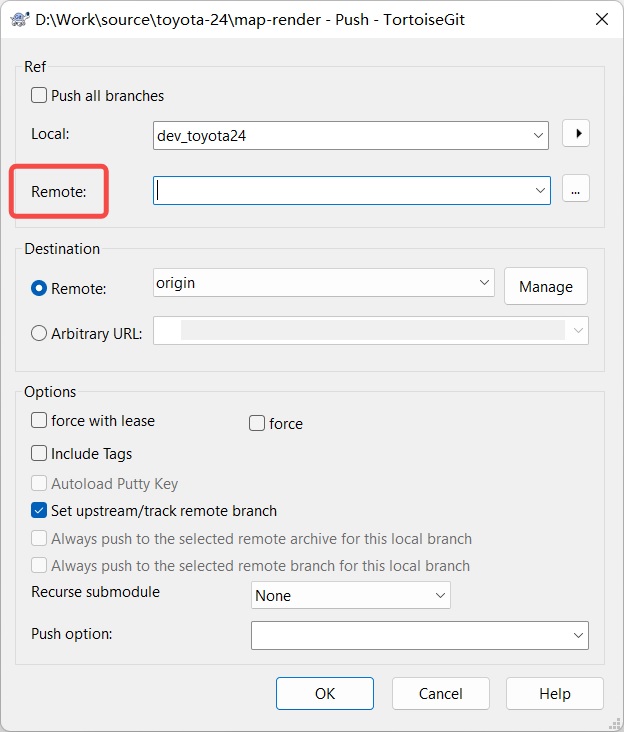 D:\Work\source\toyota-24\map-render - Push - TortoiseGit
Ref
Push all branches
Local:
dev_toyota24
Remote:
...
Destination
Remote:
origin
Manage
Arbitrary URL:
Options
force with lease
force
Include Tags
Autoload Putty Key
Set upstream/track remote branch
Always push to the selected remote archive for this local branch
Always push to the selected remote branch for this local branch
Recurse submodule
None
Push option:
OK
Cancel
Help